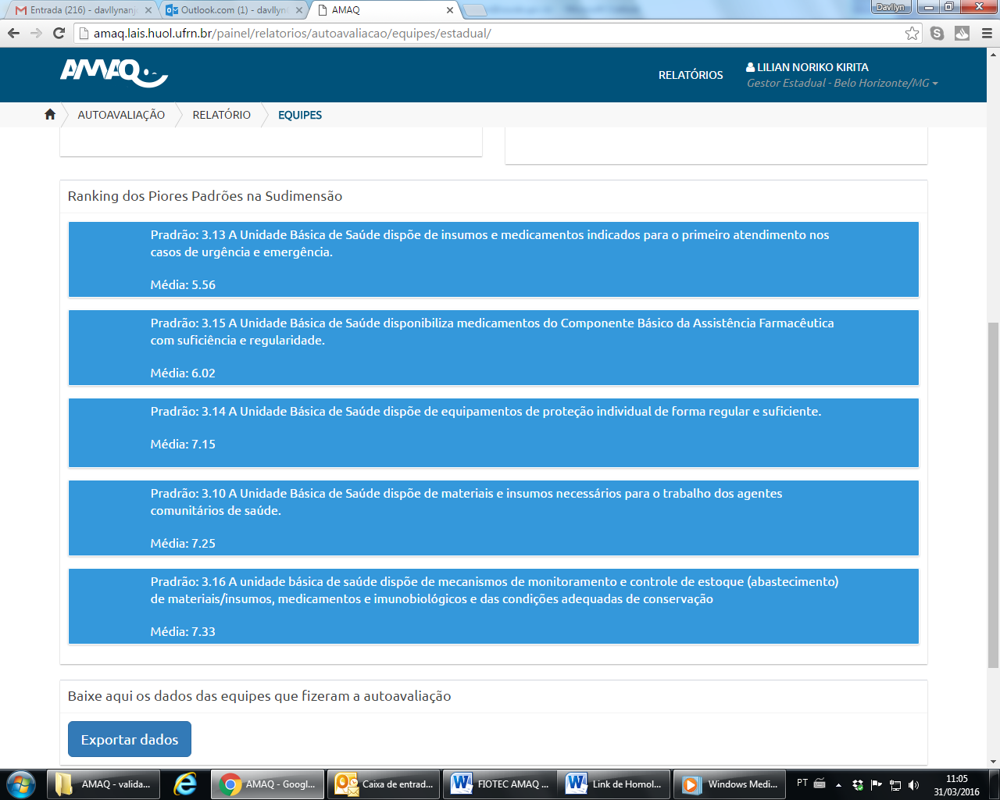 Entrada (216) - davllynanj
Outlook.com (1) - davllyn
AMAQ
Davllyn
amaq.lais.huol.ufrn.br/painel/relatorios/autoavaliacao/equipes/estadual/
AMAQ
RELATÓRIOS
LILIAN NORIKO KIRITA
Gestor Estadual - Belo Horizonte/MG
AUTOAVALIAÇÃO
RELATÓRIO
EQUIPES
Ranking dos Piores Padrões na Sudimensão
Pradrão: 3.13 A Unidade Básica de Saúde dispõe de insumos e medicamentos indicados para o primeiro atendimento nos
casos de urgência e emergência.
Média: 5.56
Pradrão: 3.15 A Unidade Básica de Saúde disponibiliza medicamentos do Componente Básico da Assistência Farmacêutica
com suficiência e regularidade.
Média: 6.02
Pradrão: 3.14 A Unidade Básica de Saúde dispõe de equipamentos de proteção individual de forma regular e suficiente.
Média: 7.15
Pradrão: 3.10 A Unidade Básica de Saúde dispõe de materiais e insumos necessários para o trabalho dos agentes
comunitários de saúde.
Média: 7.25
Pradrão: 3.16 A unidade básica de saúde dispõe de mecanismos de monitoramento e controle de estoque (abastecimento)
de materiais/insumos, medicamentos e imunobiológicos e das condições adequadas de conservação
Média: 7.33
Baixe aqui os dados das equipes que fizeram a autoavaliação
Exportar dados
AMAQ - valida...
AMAQ - Googl...
Caixa de entrad...
FIOTEC AMAQ ...
Link de Homol...
Windows Medi...
PT
11:05
31/03/2016